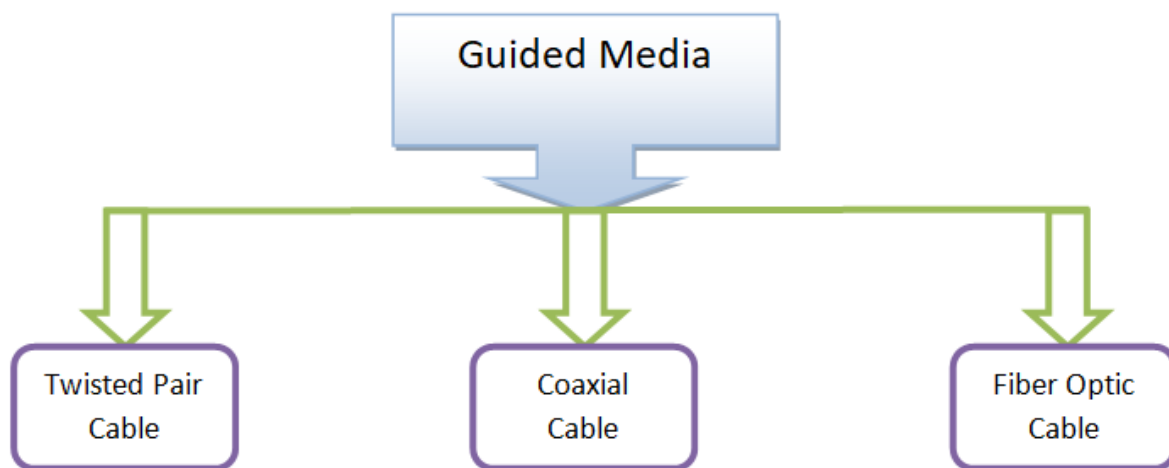 Guided Media
Twisted Pair
Cable
Coaxial
Cable
Fiber Optic
Cable